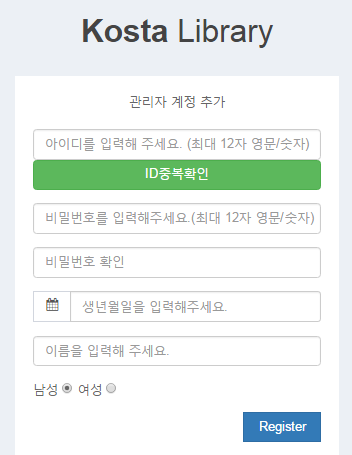 Kosta Library
관리자 계정 추가
아이디를 입력해 주세요. (최대 12자 영문/숫자)
ID중복확인
비밀번호를 입력해주세요.(최대 12자 영문/숫자)
비밀번호 확인
생년월일을 입력해주세요.
이름을 입력해 주세요.
남성 여성
Register